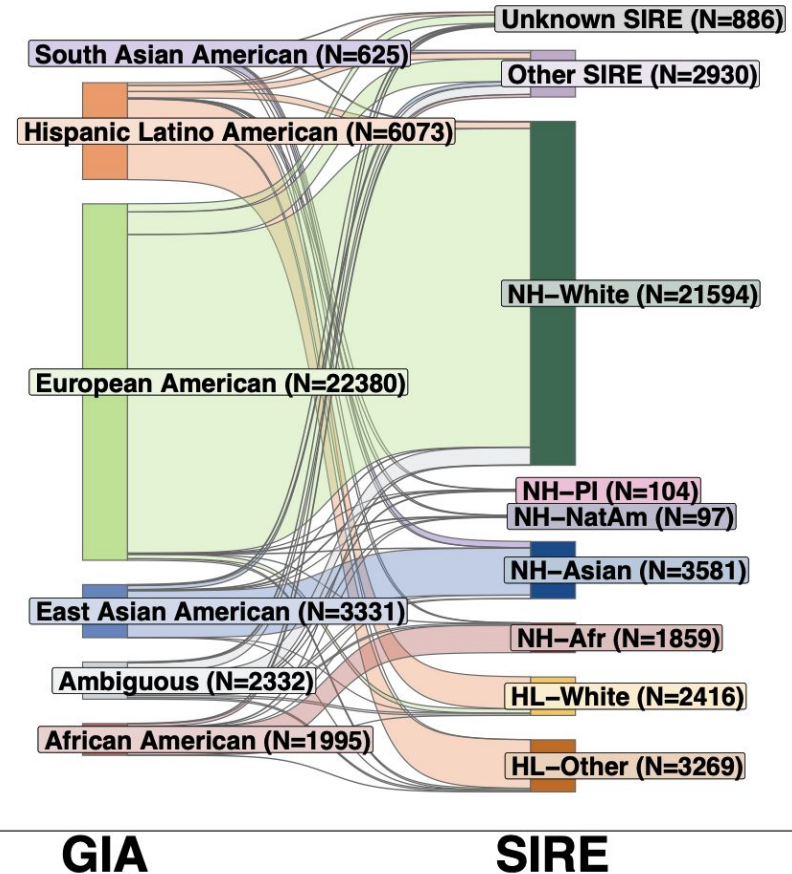 Unknown SIRE (N=886)
South Asian American (N=625)
Other SIRE (N=2930)
Hispanic Latino American (N=6073)
NH−White (N=21594)
European American (N=22380)
NH−PI (N=104)
NH−NatAm (N=97)
NH−Asian (N=3581)
East Asian American (N=3331)
NH−Afr (N=1859)
Ambiguous (N=2332)
HL−White (N=2416)
African American (N=1995)
HL−Other (N=3269)
GIA SIRE